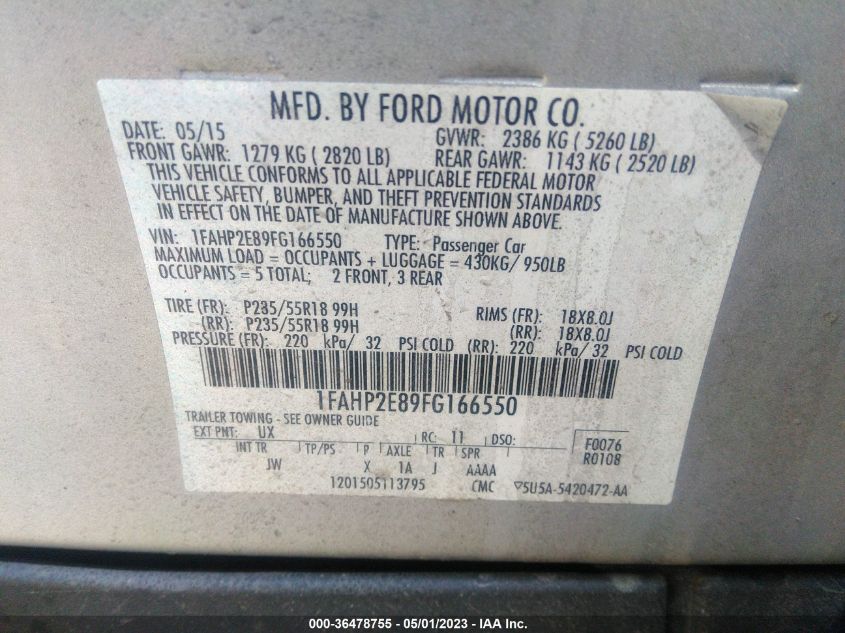 MFD. BY FORD MOTOR CO.
DATE: 05/15 GVWR: 2386 KG ( 5260 LB)
FRONT GAWR: 1279 KG ( 2820 LB) REAR GAWR: 1143 KG ( 2520 LB)
THIS VEHICLE CONFORMS TO ALL APPLICABLE FEDERAL MOTOR
VEHICLE SAFETY, BUMPER, AND THEFT PREVENTION STANDARDS
IN EFFECT ON THE DATE OF MANUFACTURE SHOWN ABOVE.
VIN: 1FAHP2E89FG166550 TYPE: Passenger Car
MAXIMUM LOAD = OCCUPANTS + LUGGAGE = 430KG/ 950LB
OCCUPANTS = 5 TOTAL; 2 FRONT, 3 REAR
TIRE (FR): P235/55R18 99H RIMS (FR): 18X8.0J
(RR): P235/55R18 99H (RR): 18X8.0J
PRESSURE (FR): 220 kPa/ 32 PSI COLD (RR): 220 kPa/ 32 PSI COLD
1FAHP2E89FG166550
TRAILER TOWING - SEE OWNER GUIDE
EXT PNT: UX RC: 11 DSO: F0076
INT TR TP/PS P AXLE TR SPR R0108
JW X 1A J AAAA
1201505113795 CMC ▽5U5A-5420472-AA
000-36478755 - 05/01/2023 - IAA Inc.